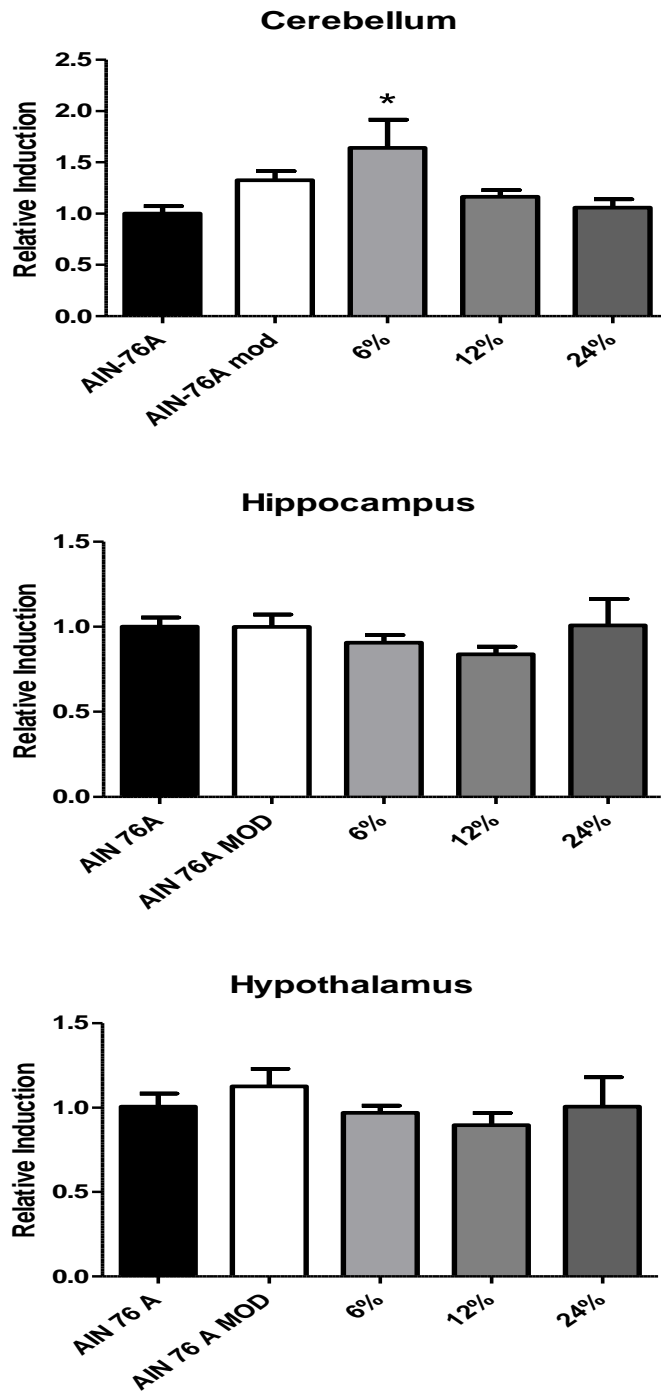 Cerebellum
2.5
2.0
1.5
1.0
0.5
0.0
Relative Induction
*
AIN-76A
AIN-76A mod
6%
12%
24%
Hippocampus
1.5
1.0
0.5
0.0
Relative Induction
AIN 76A
AIN 76A MOD
6%
12%
24%
Hypothalamus
1.5
1.0
0.5
0.0
Relative Induction
AIN 76 A
AIN 76 A MOD
6%
12%
24%